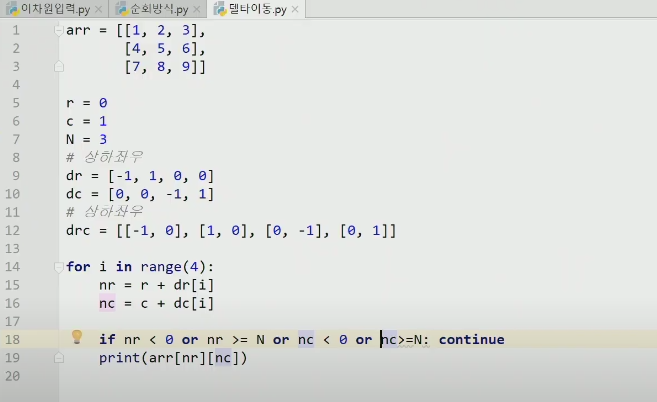 이차원입력.py × 순회방식.py × 델타이동.py ×
1 arr = [[1, 2, 3],
2 [4, 5, 6],
3 [7, 8, 9]]
4
5 r = 0
6 c = 1
7 N = 3
8 # 상하좌우
9 dr = [-1, 1, 0, 0]
10 dc = [0, 0, -1, 1]
11 # 상하좌우
12 drc = [[-1, 0], [1, 0], [0, -1], [0, 1]]
13
14 for i in range(4):
15 nr = r + dr[i]
16 nc = c + dc[i]
17
18 if nr < 0 or nr >= N or nc < 0 or nc>=N: continue
19 print(arr[nr][nc])
20